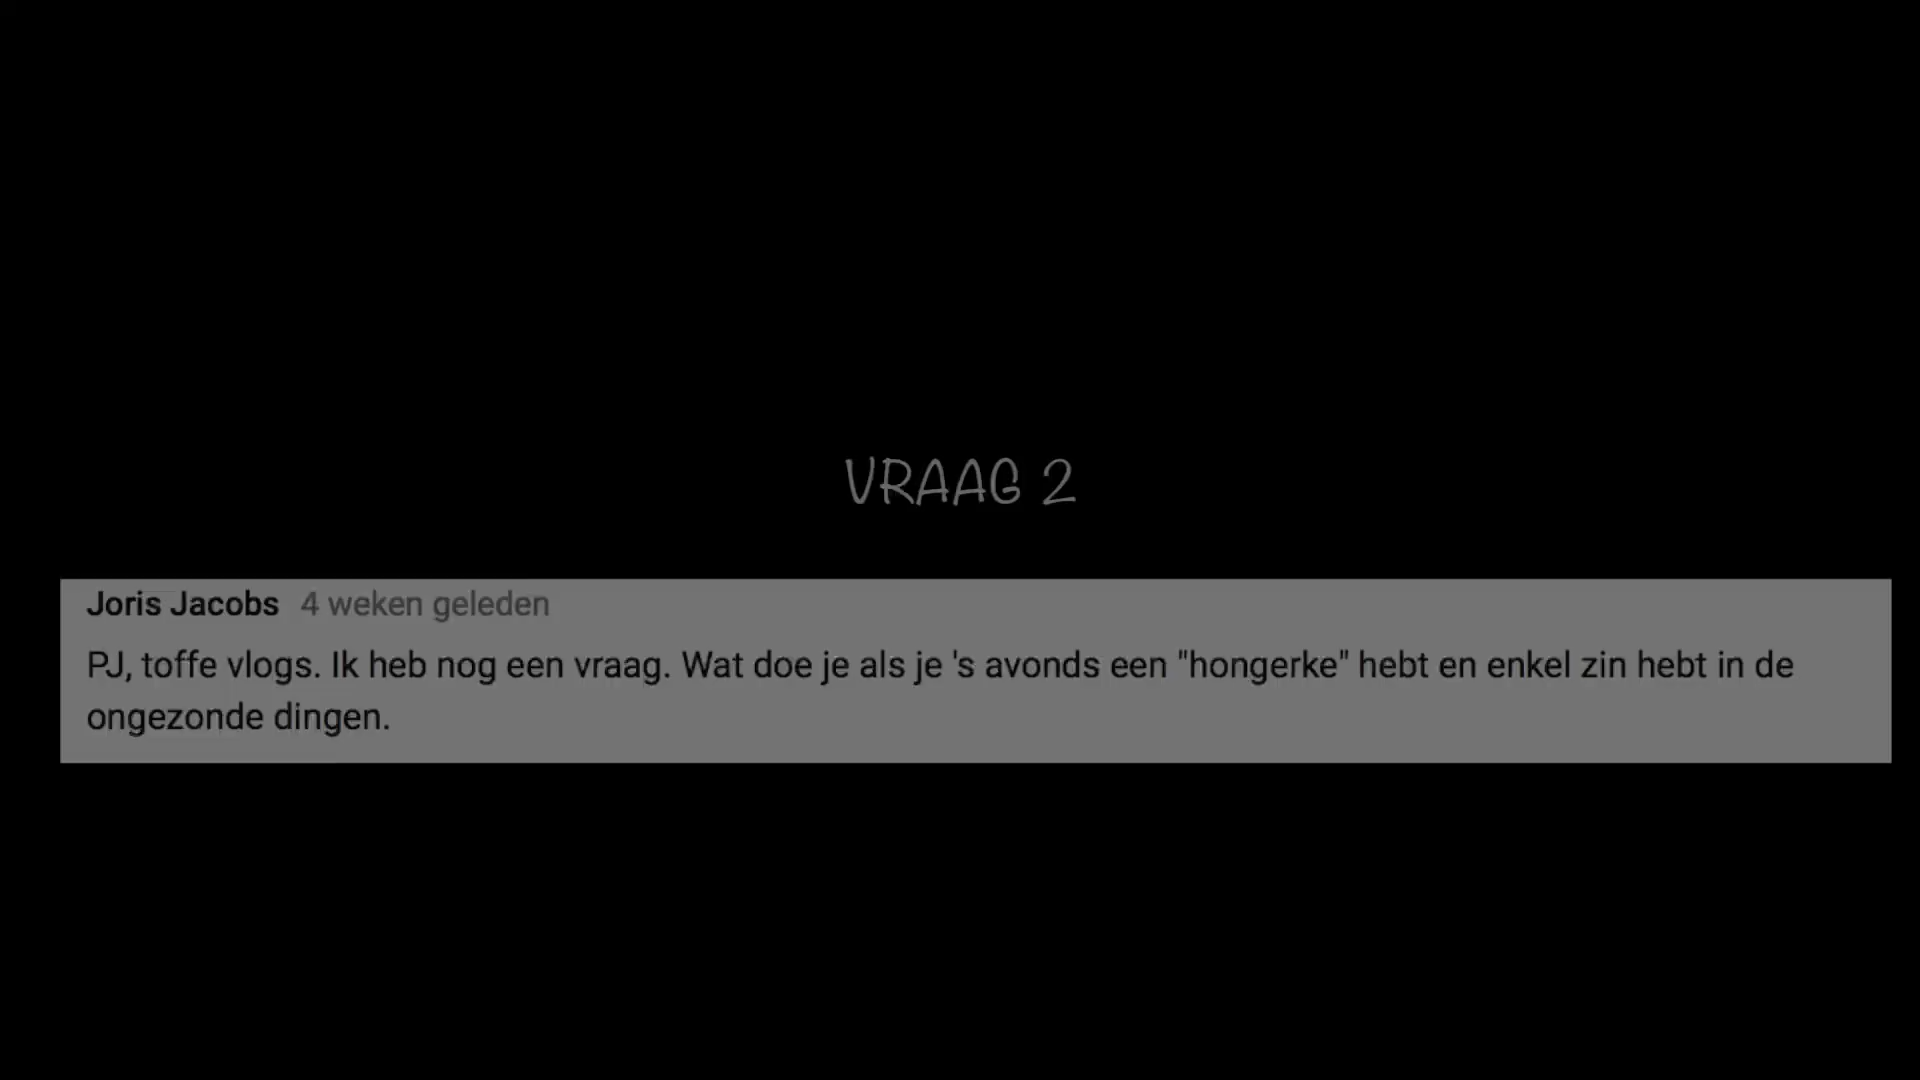 VRAAG 2
Joris Jacobs 4 weken geleden
PJ, toffe vlogs. Ik heb nog een vraag. Wat doe je als je 's avonds een "hongerke" hebt en enkel zin hebt in de
ongezonde dingen.